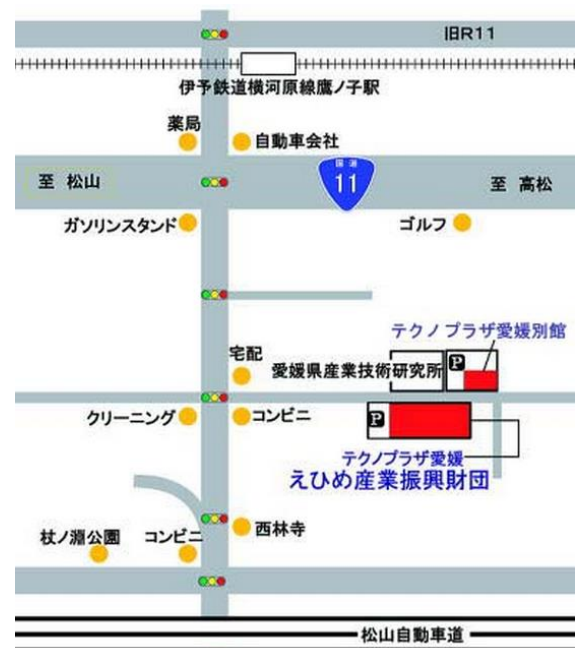 旧R11
伊予鉄道横河原線鷹ノ子駅
薬局
自動車会社
至 松山
国道
11
至 高松
ガソリンスタンド
ゴルフ
テクノプラザ愛媛別館
宅配
愛媛県産業技術研究所
P
クリーニング
コンビニ
P
テクノプラザ愛媛
えひめ産業振興財団
西林寺
杖ノ淵公園
コンビニ
松山自動車道